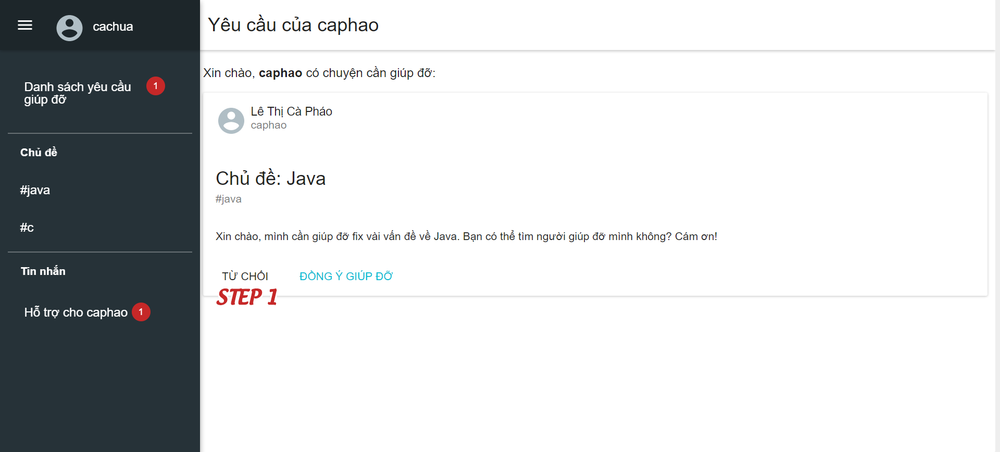 cachua
Danh sách yêu cầu
giúp đỡ
1
Chủ đề
#java
#c
Tin nhắn
Hỗ trợ cho caphao
1
Yêu cầu của caphao
Xin chào, caphao có chuyện cần giúp đỡ:
Lê Thị Cà Pháo
caphao
Chủ đề: Java
#java
Xin chào, mình cần giúp đỡ fix vài vấn đề về Java. Bạn có thể tìm người giúp đỡ mình không? Cám ơn!
TỪ CHỐI
ĐỒNG Ý GIÚP ĐỠ
STEP 1